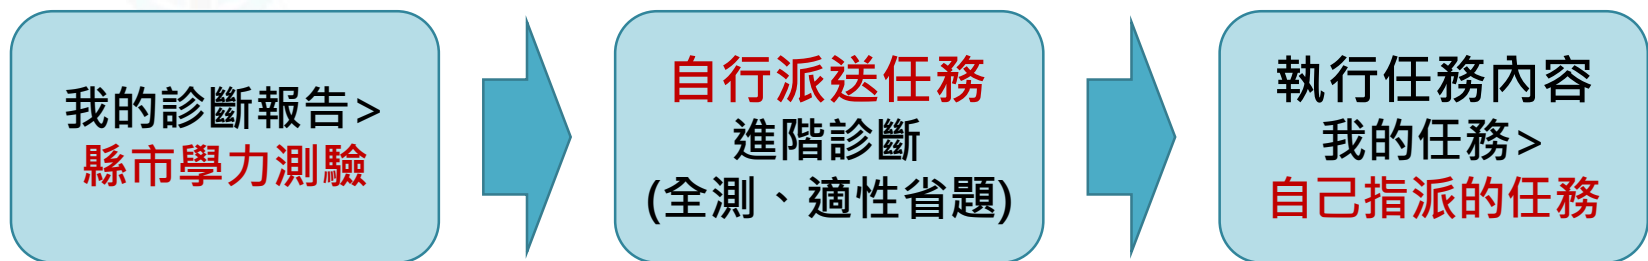 我的診斷報告>
縣市學力測驗
自行派送任務
進階診斷
(全測、適性省題)
執行任務內容
我的任務>
自己指派的任務